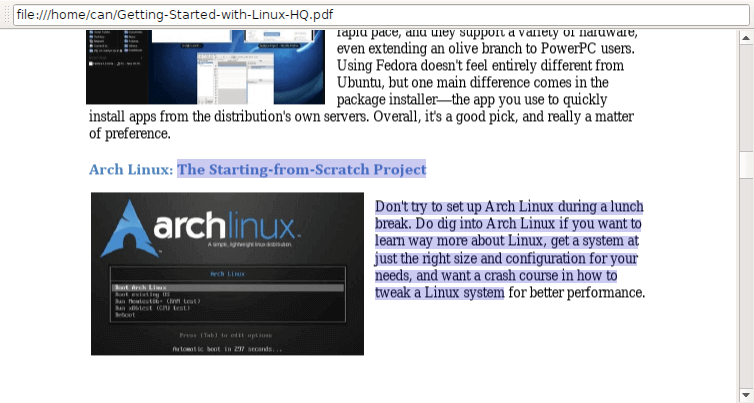 file:///home/can/Getting-Started-with-Linux-HQ.pdf
rapid pace, and they support a variety of hardware,
even extending an olive branch to PowerPC users.
Using Fedora doesn't feel entirely different from
Ubuntu, but one main difference comes in the
package installer—the app you use to quickly
install apps from the distribution's own servers. Overall, it's a good pick, and really a matter
of preference.
Arch Linux: The Starting-from-Scratch Project
archlinux
A simple, lightweight linux distribution.
Arch Linux
Boot Arch Linux
Boot existing OS
Run Memtest86+ (RAM test)
Run x86test (CPU test)
Reboot
Press [Tab] to edit options
Automatic boot in 297 seconds...
Don't try to set up Arch Linux during a lunch
break. Do dig into Arch Linux if you want to
learn way more about Linux, get a system at
just the right size and configuration for your
needs, and want a crash course in how to
tweak a Linux system for better performance.